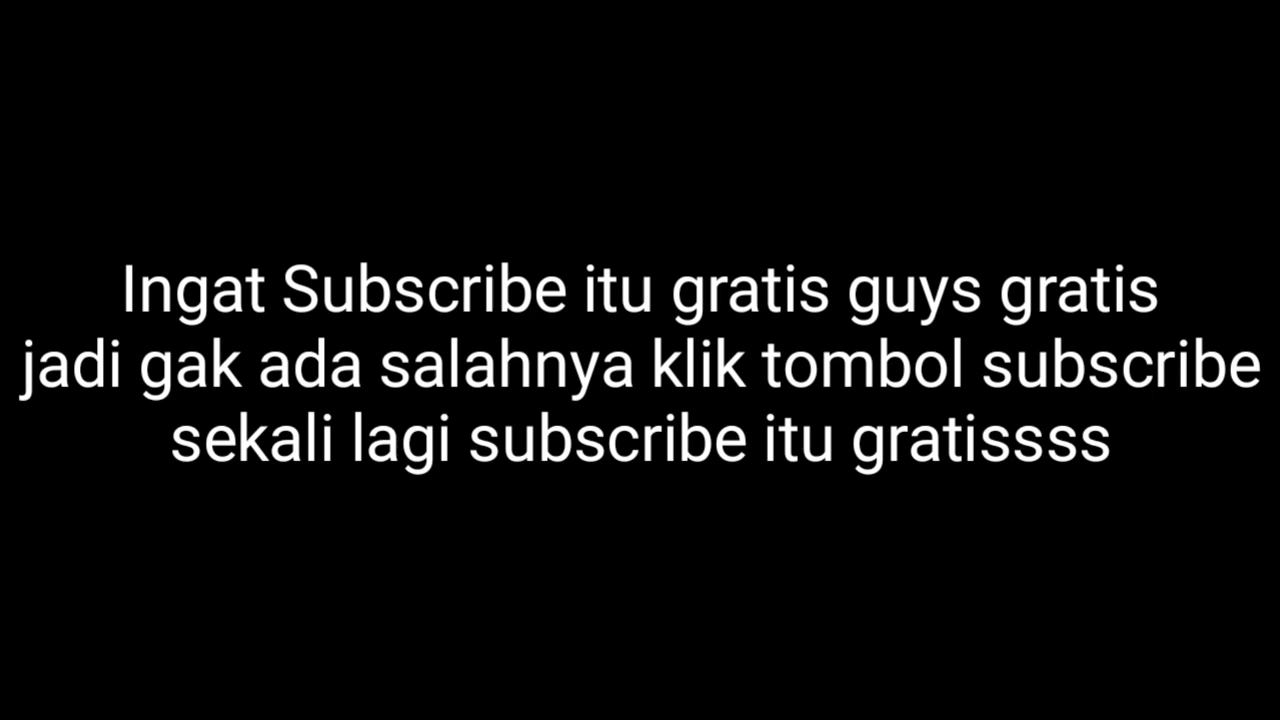 Ingat Subscribe itu gratis guys gratis
jadi gak ada salahnya klik tombol subscribe
sekali lagi subscribe itu gratissss